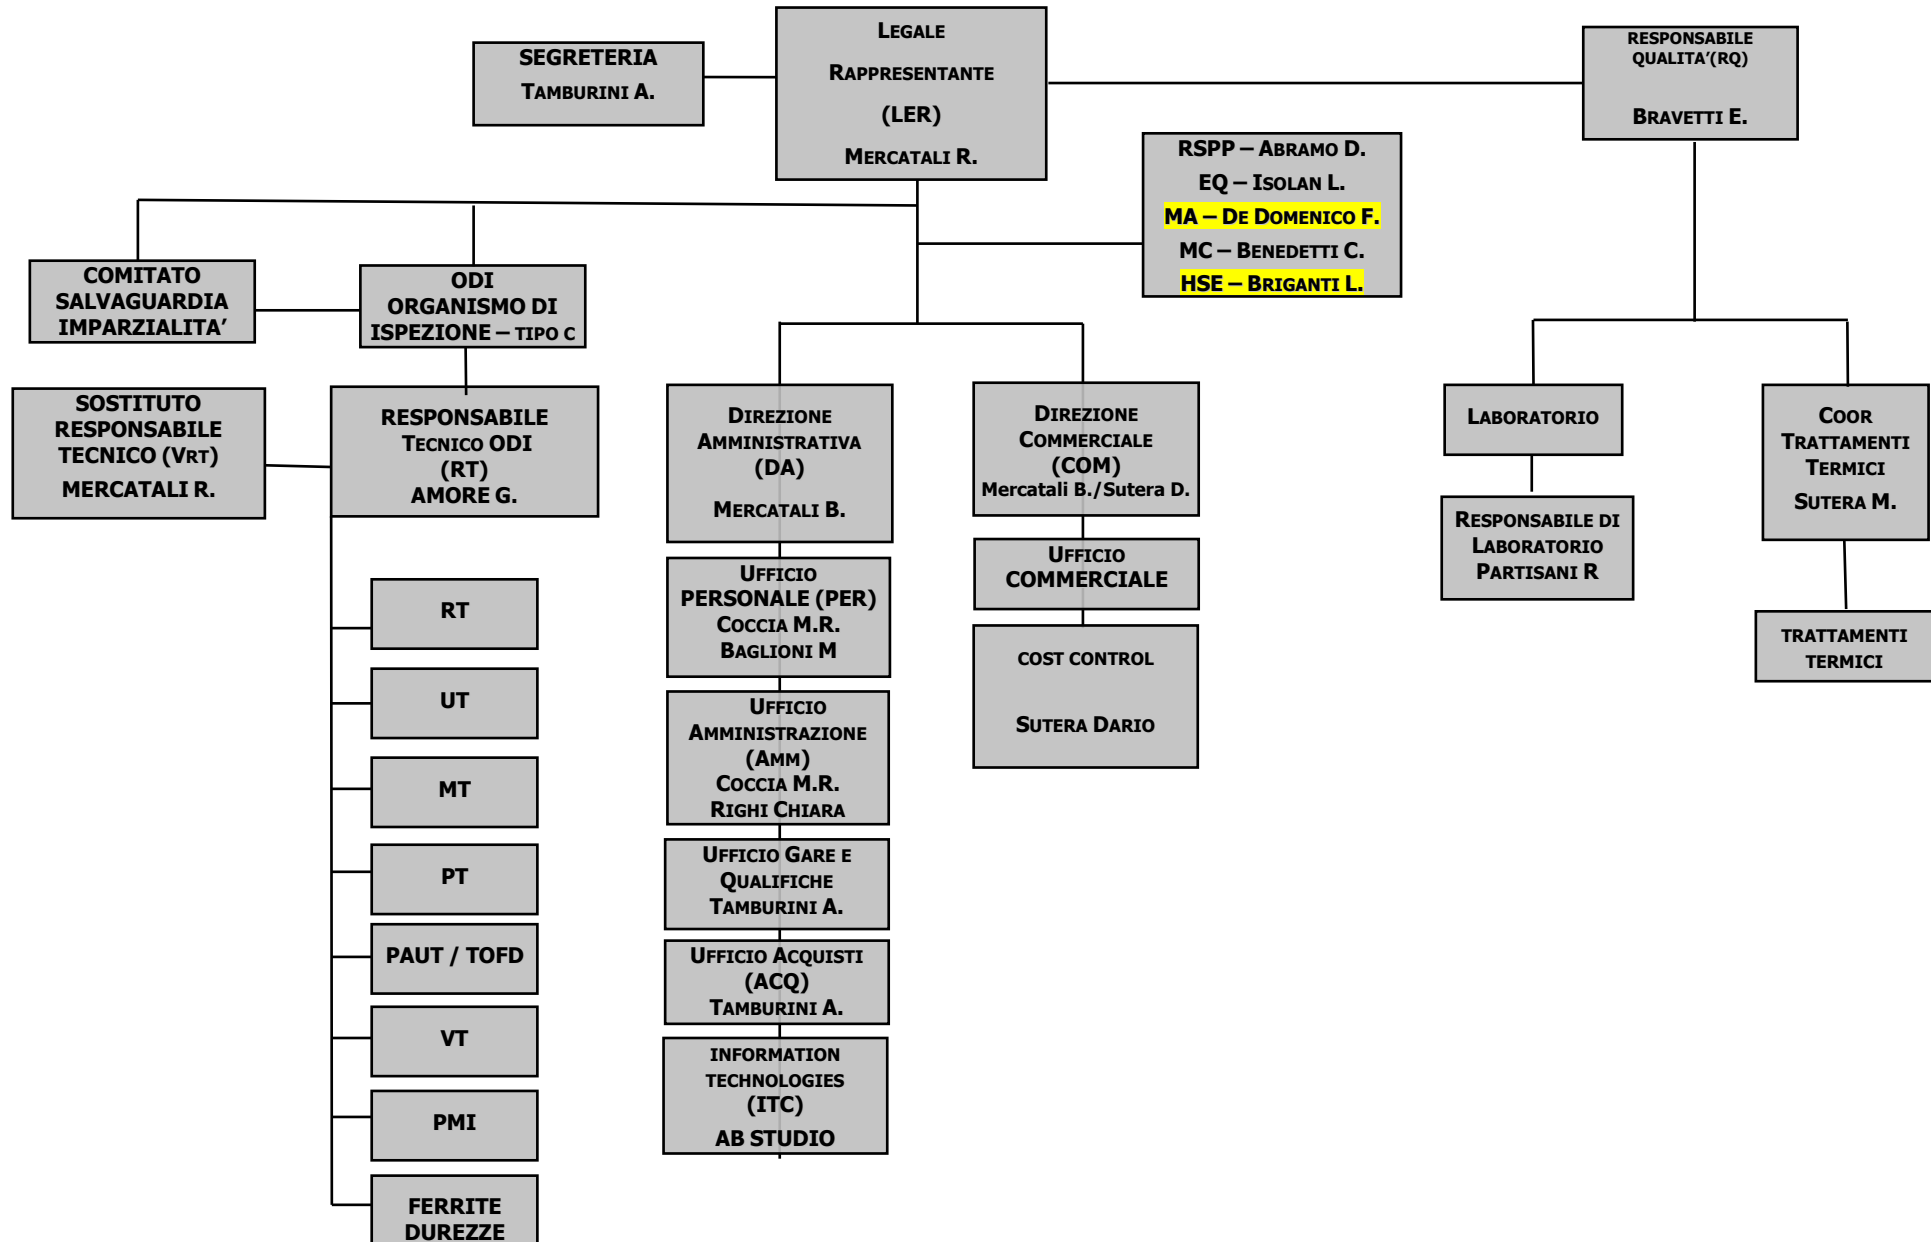 SEGRETERIA
TAMBURINI A.
LEGALE
RAPPRESENTANTE
(LER)
MERCATALI R.
RESPONSABILE
QUALITA'(RQ)
BRAVETTI E.
RSPP – ABRAMO D.
EQ – ISOLAN L.
MA – DE DOMENICO F.
MC – BENEDETTI C.
HSE – BRIGANTI L.
COMITATO
SALVAGUARDIA
IMPARZIALITA'
ODI
ORGANISMO DI
ISPEZIONE – TIPO C
SOSTITUTO
RESPONSABILE
TECNICO (VRT)
MERCATALI R.
RESPONSABILE
TECNICO ODI
(RT)
AMORE G.
DIREZIONE
AMMINISTRATIVA
(DA)
MERCATALI B.
DIREZIONE
COMMERCIALE
(COM)
Mercatali B./Sutera D.
LABORATORIO
COOR
TRATTAMENTI
TERMICI
SUTERA M.
RESPONSABILE DI
LABORATORIO
PARTISANI R
TRATTAMENTI
TERMICI
UFFICIO
PERSONALE (PER)
COCCIA M.R.
BAGLIONI M
UFFICIO
COMMERCIALE
COST CONTROL
SUTERA DARIO
UFFICIO
AMMINISTRAZIONE
(AMM)
COCCIA M.R.
RIGHI CHIARA
UFFICIO GARE E
QUALIFICHE
TAMBURINI A.
UFFICIO ACQUISTI
(ACQ)
TAMBURINI A.
INFORMATION
TECHNOLOGIES
(ITC)
AB STUDIO
RT
UT
MT
PT
PAUT / TOFD
VT
PMI
FERRITE
DUREZZE